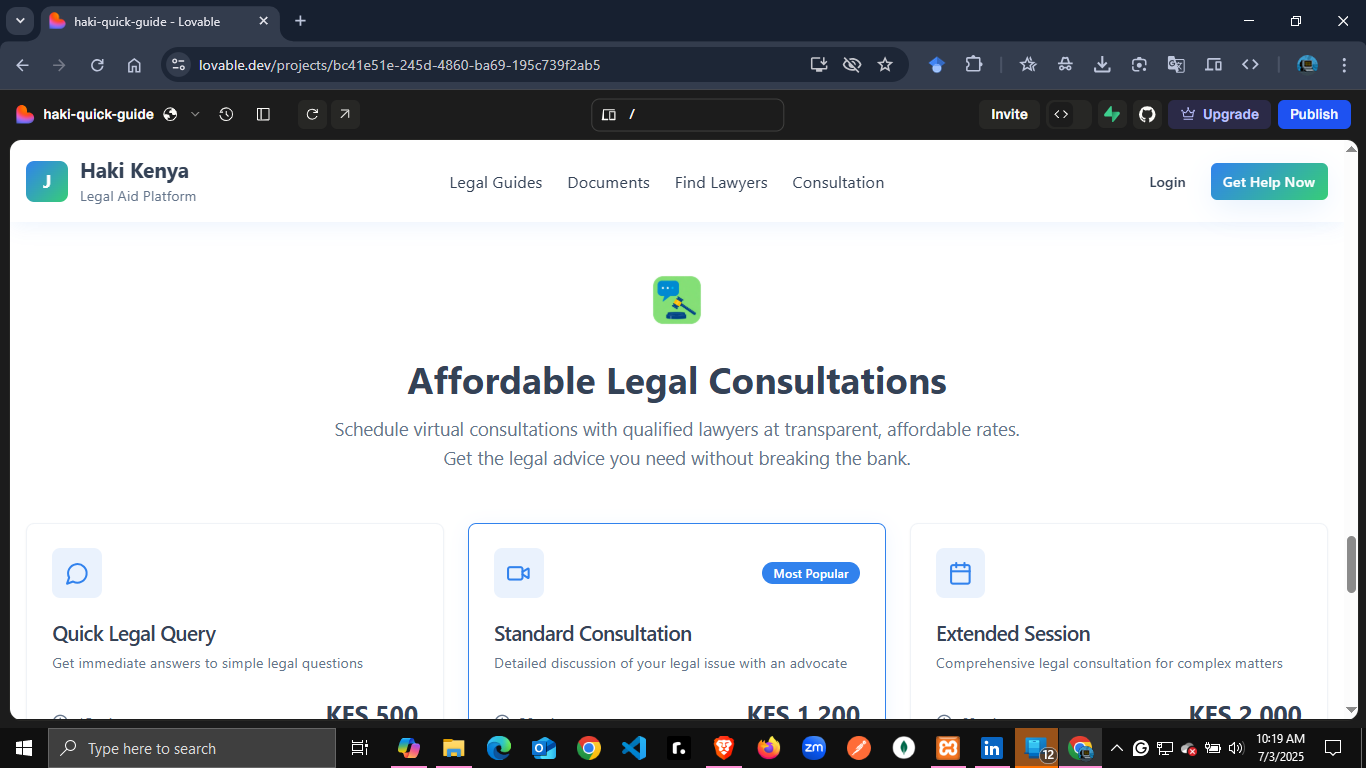 haki-quick-guide - Lovable
lovable.dev/projects/bc41e51e-245d-4860-ba69-195c739f2ab5
haki-quick-guide
/
Invite
Upgrade
Publish
J
Haki Kenya
Legal Aid Platform
Legal Guides
Documents
Find Lawyers
Consultation
Login
Get Help Now
Affordable Legal Consultations
Schedule virtual consultations with qualified lawyers at transparent, affordable rates.
Get the legal advice you need without breaking the bank.
Most Popular
Quick Legal Query
Get immediate answers to simple legal questions
KES 500
Standard Consultation
Detailed discussion of your legal issue with an advocate
KES 1,200
Extended Session
Comprehensive legal consultation for complex matters
KES 2,000
Type here to search
zm
in
12
10:19 AM
7/3/2025